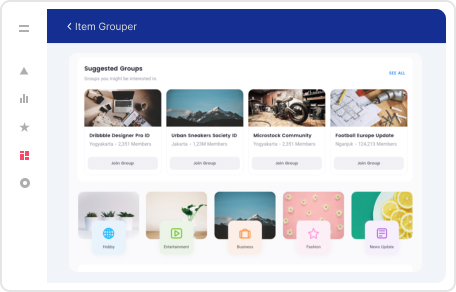 Item Grouper
Suggested Groups
SEE ALL
Groups you might be interested in
Dribbble Designer Pro ID
Yogyakarta • 2,351 Members
Join Group
Urban Sneakers Society ID
Jakarta • 1,23M Members
Join Group
Microstock Community
Yogyakarta • 2,351 Members
Join Group
Football Europe Update
Nganjuk • 134,213 Members
Join Group
Hobby
Entertainment
Business
Fashion
News Update